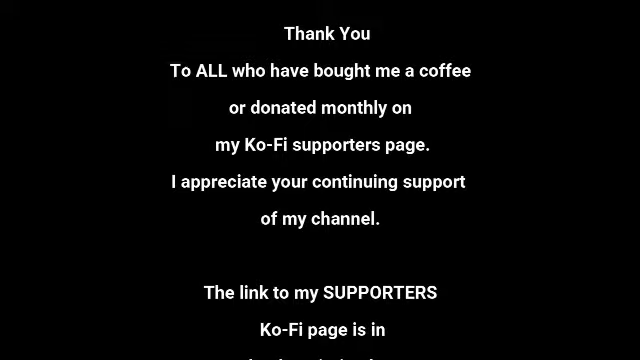 Thank You
To ALL who have bought me a coffee
or donated monthly on
my Ko-Fi supporters page.
I appreciate your continuing support
of my channel.
The link to my SUPPORTERS
Ko-Fi page is in